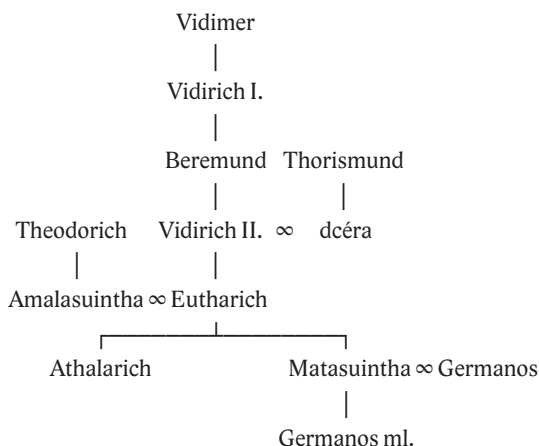 Vidimer
Vidirich I.
Beremund Thorismund
Theodorich Vidirich II. ∞ dcéra
Amalasuintha ∞ Eutharich
Athalarich Matasuintha ∞ Germanos
Germanos ml.